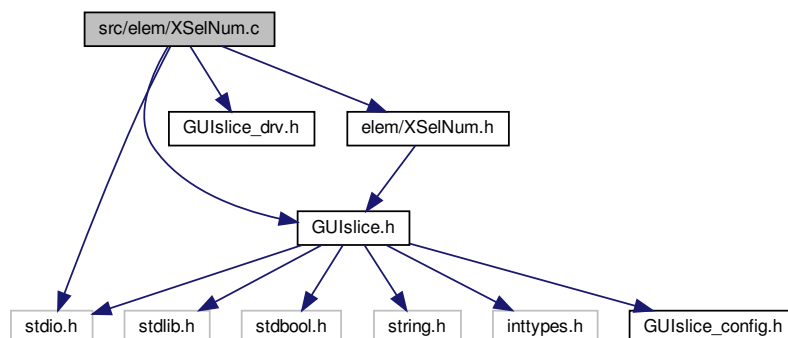 src/elem/XSelNum.c
GUIslice_drv.h
elem/XSelNum.h
GUIslice.h
stdio.h
stdlib.h
stdbool.h
string.h
inttypes.h
GUIslice_config.h